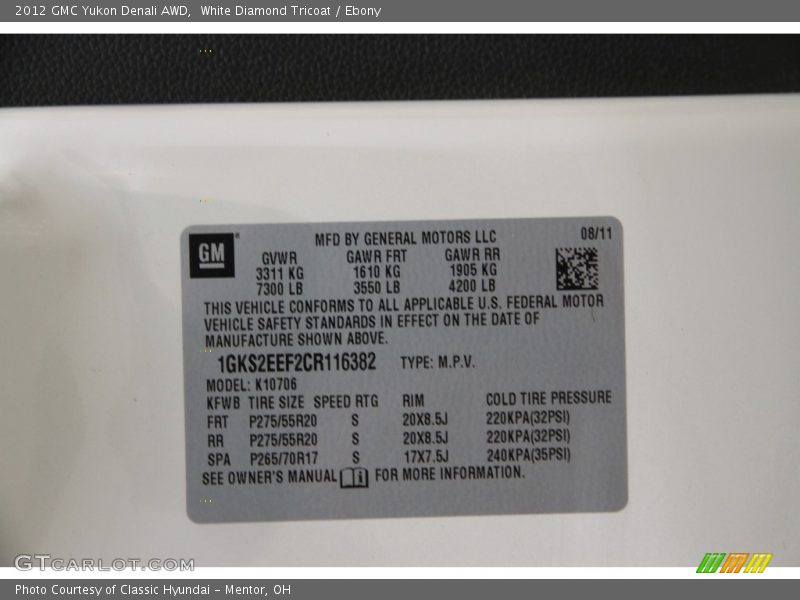 2012 GMC Yukon Denali AWD, White Diamond Tricoat / Ebony
GM
MFD BY GENERAL MOTORS LLC 08/11
GVWR GAWR FRT GAWR RR
3311 KG 1610 KG 1905 KG
7300 LB 3550 LB 4200 LB
THIS VEHICLE CONFORMS TO ALL APPLICABLE U.S. FEDERAL MOTOR
VEHICLE SAFETY STANDARDS IN EFFECT ON THE DATE OF
MANUFACTURE SHOWN ABOVE.
1GKS2EEF2CR116382 TYPE: M.P.V.
MODEL: K10706
KFWB TIRE SIZE SPEED RTG RIM COLD TIRE PRESSURE
FRT P275/55R20 S 20X8.5J 220KPA(32PSI)
RR P275/55R20 S 20X8.5J 220KPA(32PSI)
SPA P265/70R17 S 17X7.5J 240KPA(35PSI)
SEE OWNER'S MANUAL FOR MORE INFORMATION.
GTCARLOT.COM
Photo Courtesy of Classic Hyundai - Mentor, OH